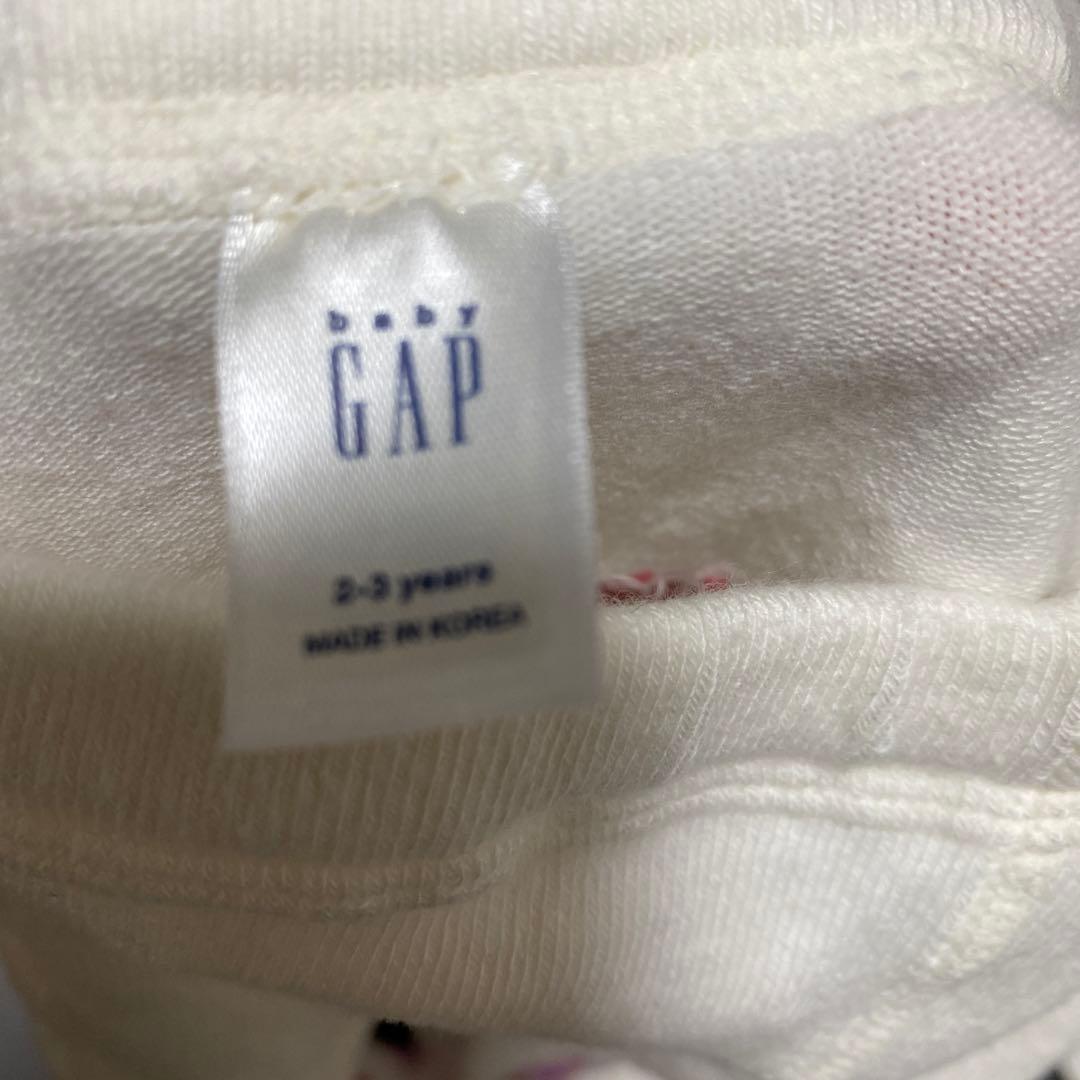 baby
GAP
2-3 years
MADE IN KOREA